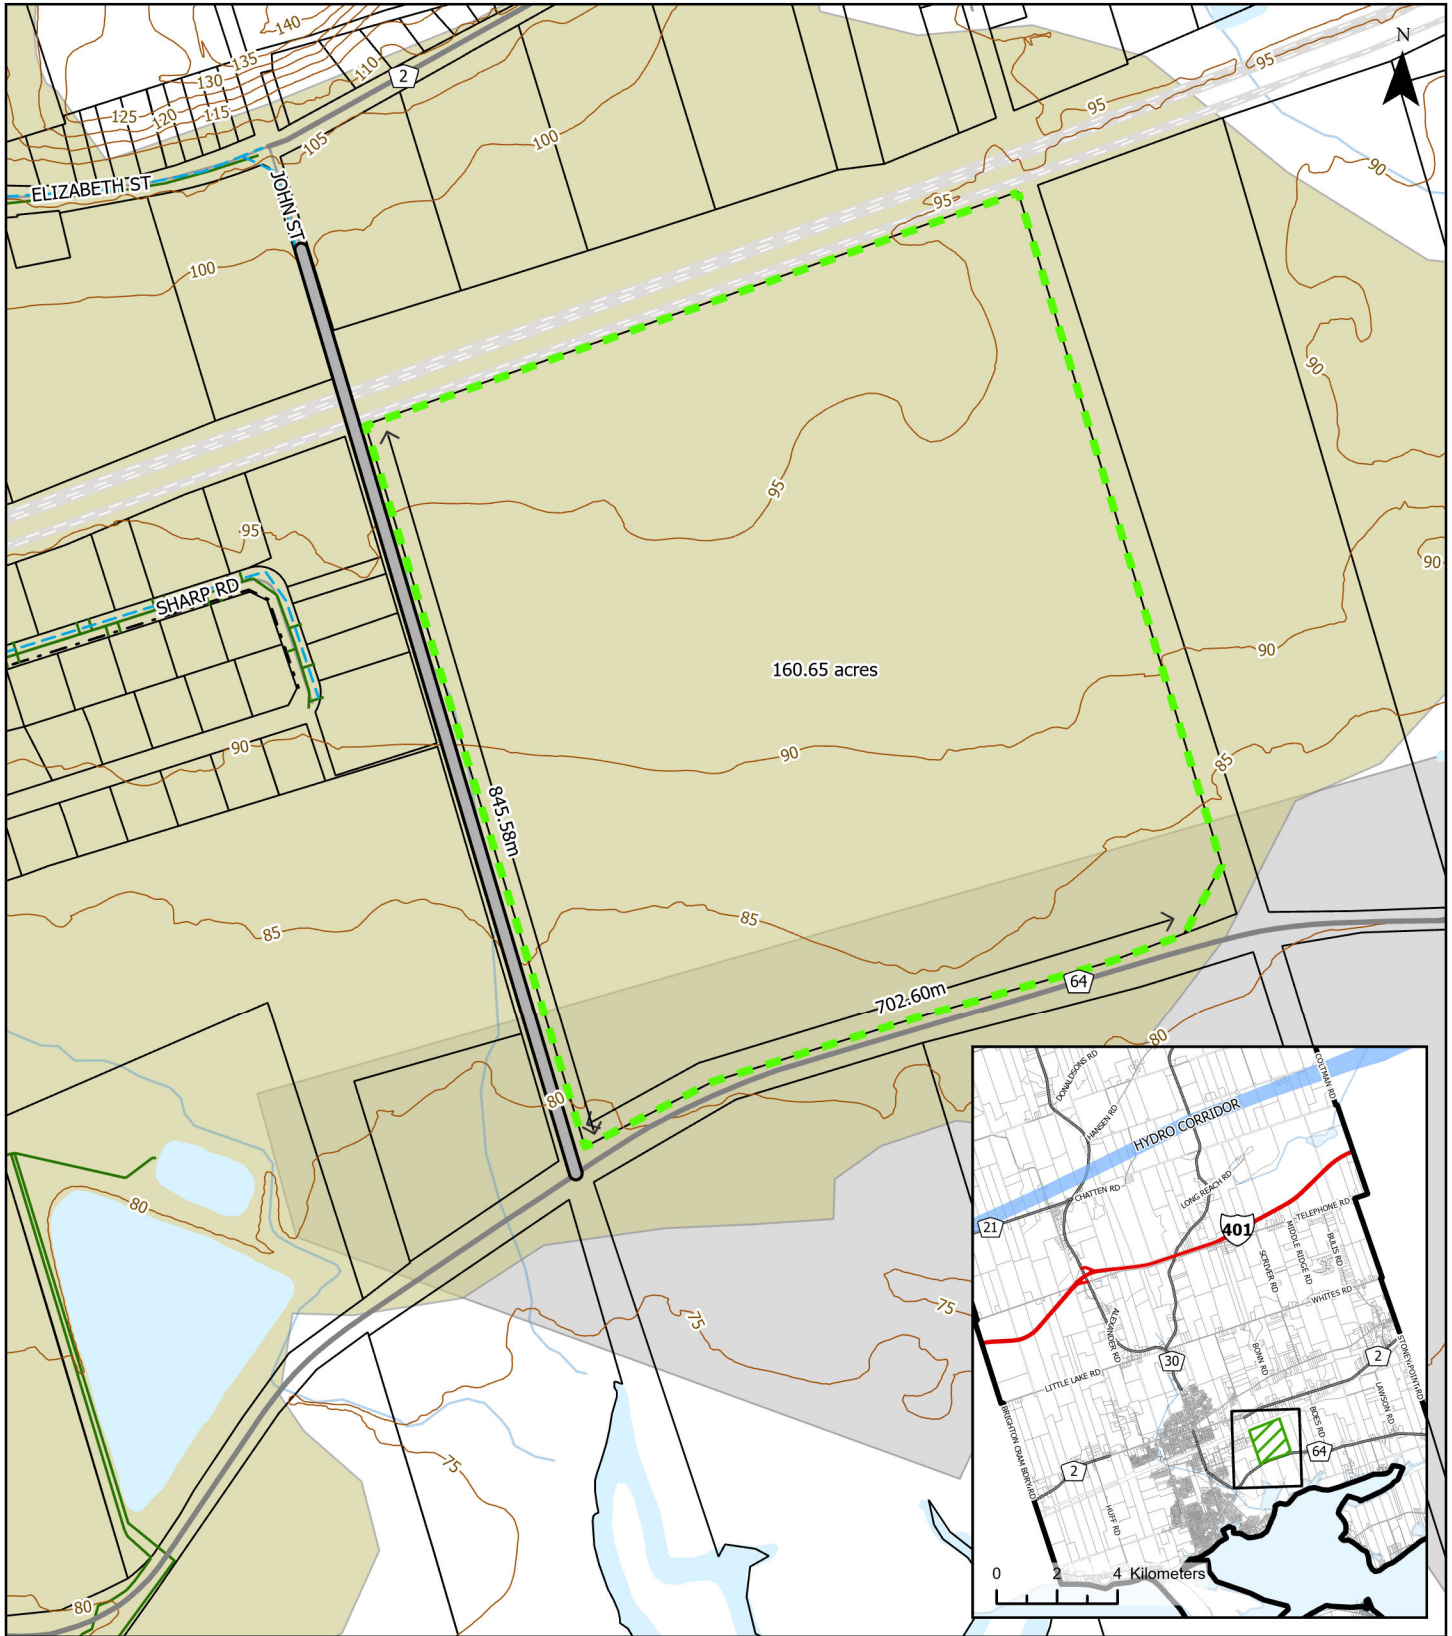 140
135
130
110
2
125
120
115
N
95
95
105
100
ELIZABETH ST
JOHN ST
90
95
100
90
95
95
SHARP RD
90
90
160.65 acres
90
90
85
845.58m
85
85
702.60m
64
80
80
80
75
75
75
80
DONALDSONS RD
HANSEN RD
COLTMAN RD
HYDRO CORRIDOR
CHATTEN RD
LONG REACH RD
21
401
TELEPHONE RD
MIDDLE RIDGE RD
BULIS RD
SCRIVER RD
WHITES RD
ALEXANDER RD
30
BONN RD
2
STONEY POINT RD
LITTLE LAKE RD
LAWSON RD
BRIGHTON CRAM BDRY RD
BOES RD
64
2
HUFF RD
0 2 4 Kilometers